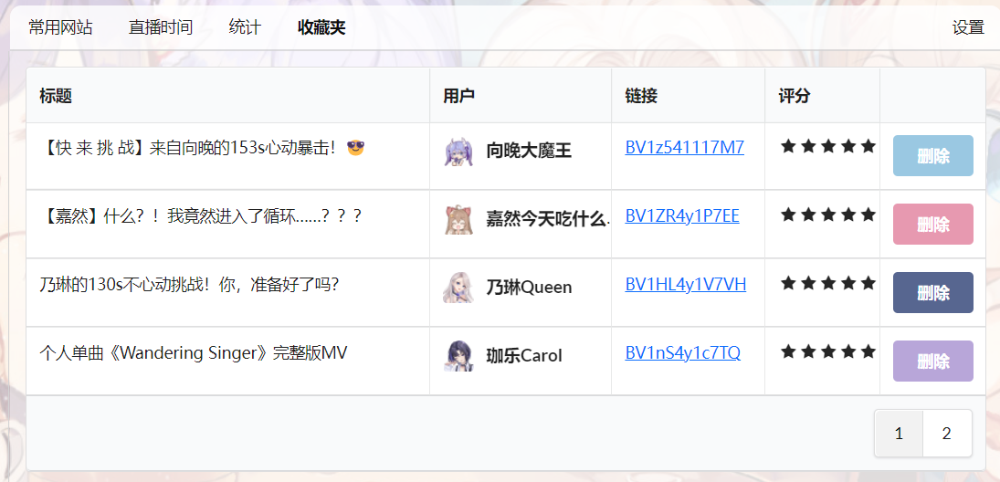 常用网站 直播时间 统计 收藏夹 设置
标题 用户 链接 评分
【快 来 挑 战】来自向晚的153s心动暴击！😎 向晚大魔王 BV1z541117M7 ★★★★★ 删除
【嘉然】什么？！我竟然进入了循环……？？？ 嘉然今天吃什么. BV1ZR4y1P7EE ★★★★★ 删除
乃琳的130s不心动挑战！你，准备好了吗？ 乃琳Queen BV1HL4y1V7VH ★★★★★ 删除
个人单曲《Wandering Singer》完整版MV 珈乐Carol BV1nS4y1c7TQ ★★★★★ 删除
1 2